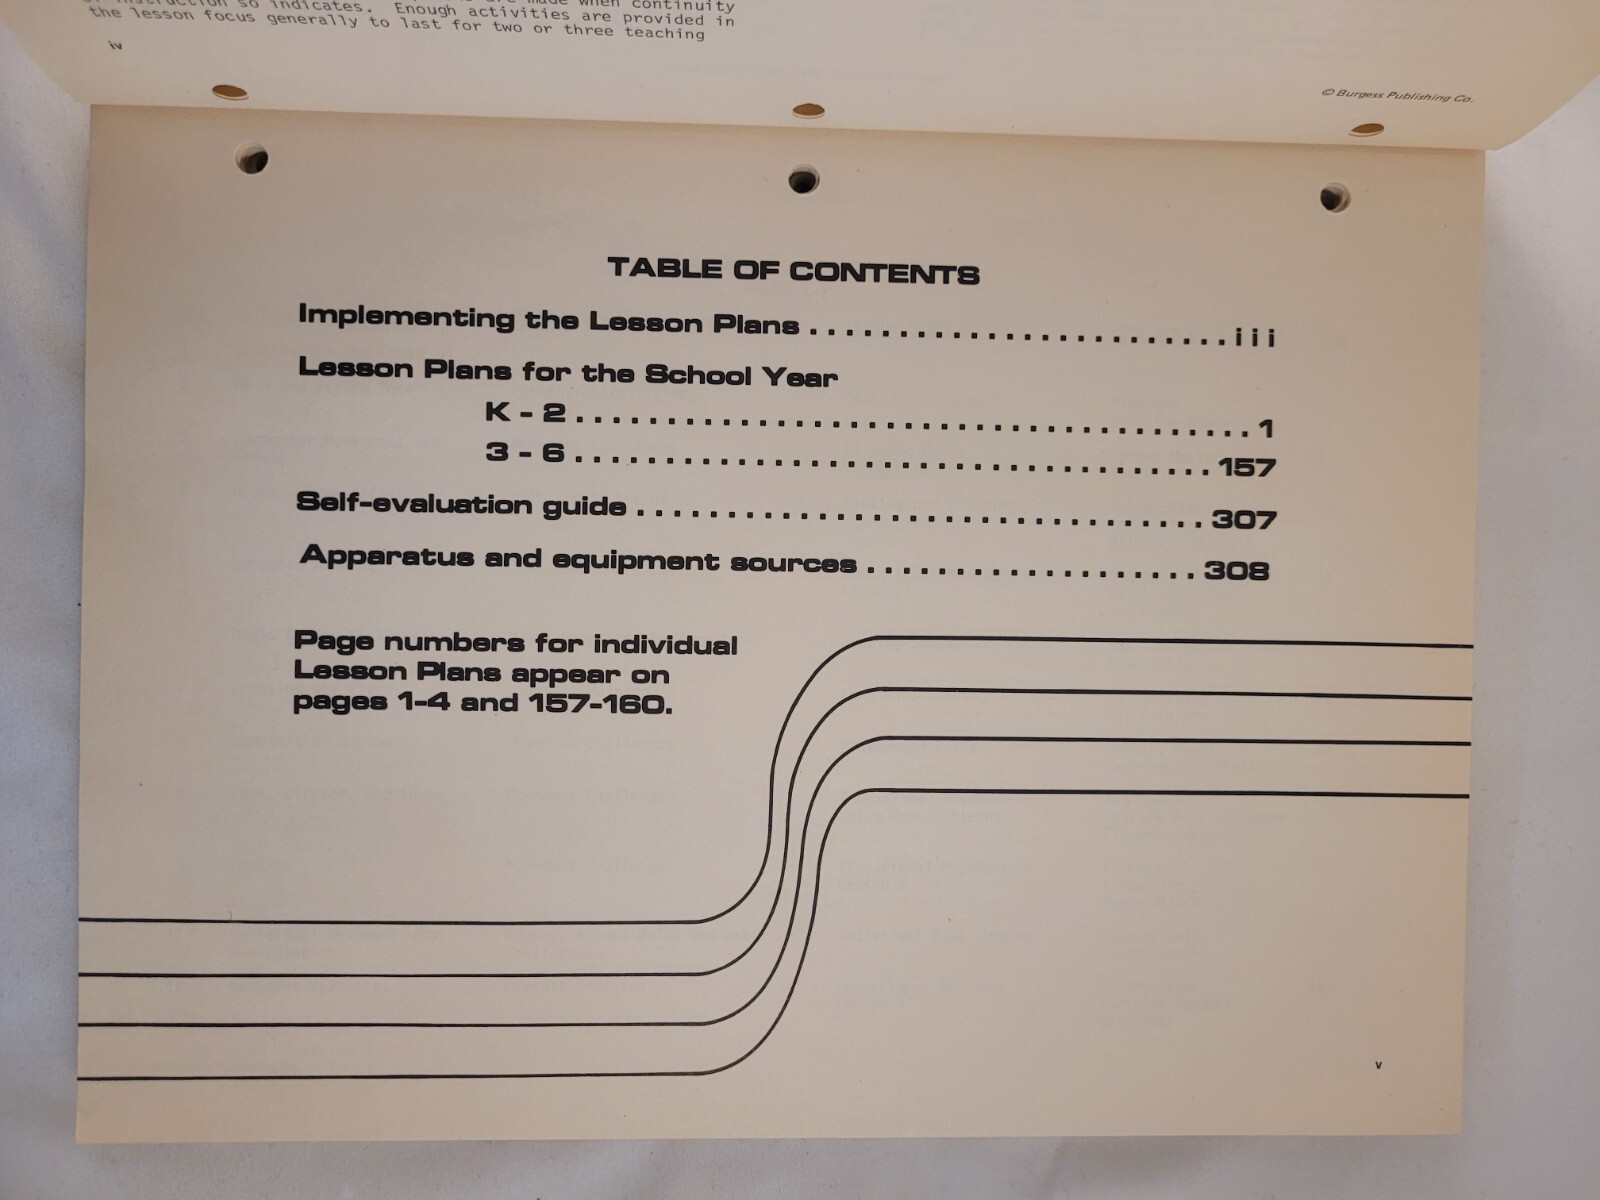 instruction so indicates. Enough activities are provided in
the lesson focus generally to last for two or three teaching
iv
© Burgess Publishing Co.
TABLE OF CONTENTS
Implementing the Lesson Plans ........................ iii
Lesson Plans for the School Year
K - 2 ...................................... 1
3 - 6 .................................... 157
Self-evaluation guide ................................ 307
Apparatus and equipment sources ................... 308
Page numbers for individual
Lesson Plans appear on
pages 1-4 and 157-160.
v